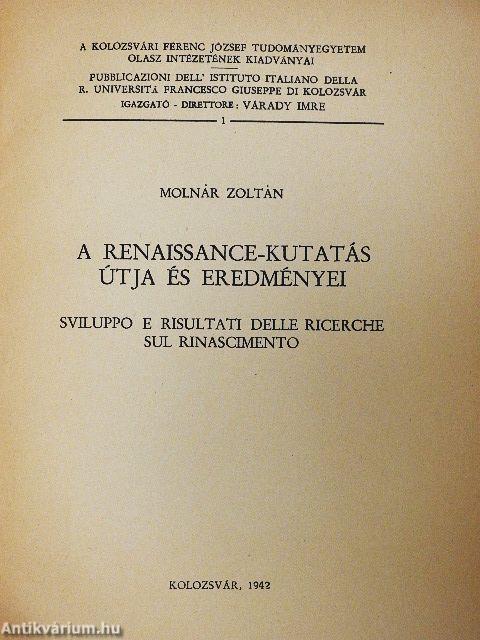 A KOLOZSVÁRI FERENC JÓZSEF TUDOMÁNYEGYETEM
OLASZ INTÉZETÉNEK KIADVÁNYAI
PUBBLICAZIONI DELL' ISTITUTO ITALIANO DELLA
R. UNIVERSITÀ FRANCESCO GIUSEPPE DI KOLOZSVÁR
IGAZGATÓ - DIRETTORE: VÁRADY IMRE
1
MOLNÁR ZOLTÁN
A RENAISSANCE-KUTATÁS
ÚTJA ÉS EREDMÉNYEI
SVILUPPO E RISULTATI DELLE RICERCHE
SUL RINASCIMENTO
KOLOZSVÁR, 1942
Antikvárium.hu